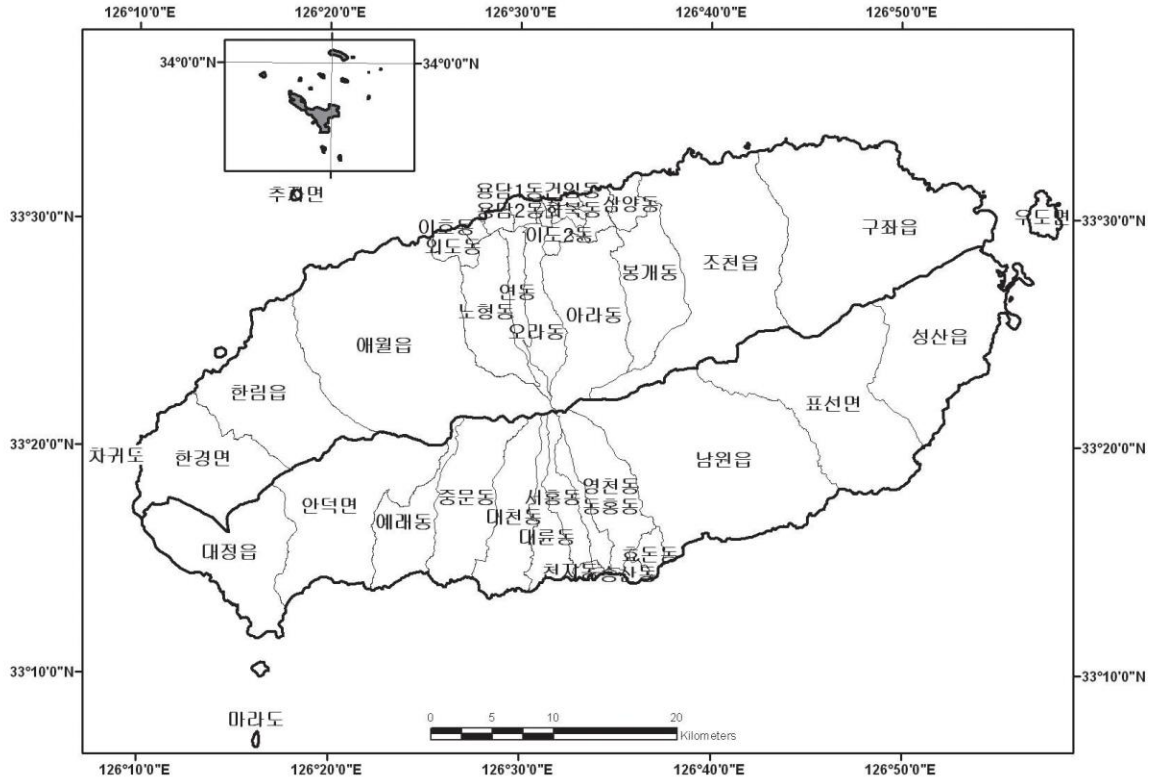 126°10'0"E 126°20'0"E 126°30'0"E 126°40'0"E 126°50'0"E
34°0'0"N 34°0'0"N
추자면
용담1동 건입동
33°30'0"N 용담2동 화북동 삼양동 우도면 33°30'0"N
이호동 이도2동 구좌읍
외도동 봉개동 조천읍
연동
노형동 아라동
오라동 성산읍
애월읍
한림읍 표선면
33°20'0"N 차귀도 한경면 남원읍 33°20'0"N
영천동
중문동 서홍동 동홍동
안덕면 예래동 대천동
대륜동
대정읍 효돈동
천지동 송산동
33°10'0"N 33°10'0"N
마라도
0 5 10 20
Kilometers
126°10'0"E 126°20'0"E 126°30'0"E 126°40'0"E 126°50'0"E